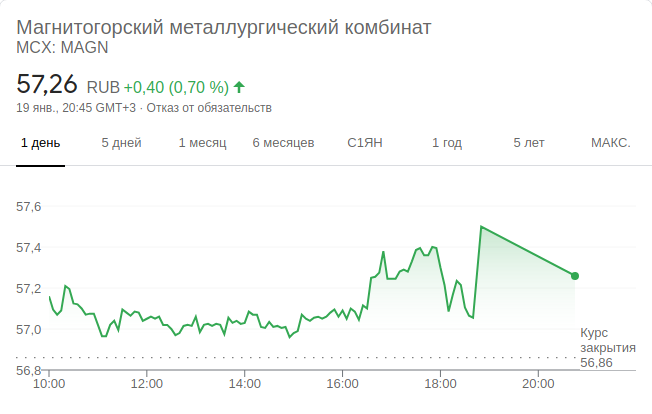 Магнитогорский металлургический комбинат
MCX: MAGN
57,26 RUB +0,40 (0,70 %)
19 янв., 20:45 GMT+3 · Отказ от обязательств
1 день 5 дней 1 месяц 6 месяцев С1ЯН 1 год 5 лет МАКС.
57,6
57,4
57,2
57,0
56,8
Курс
закрытия
56,86
10:00 12:00 14:00 16:00 18:00 20:00